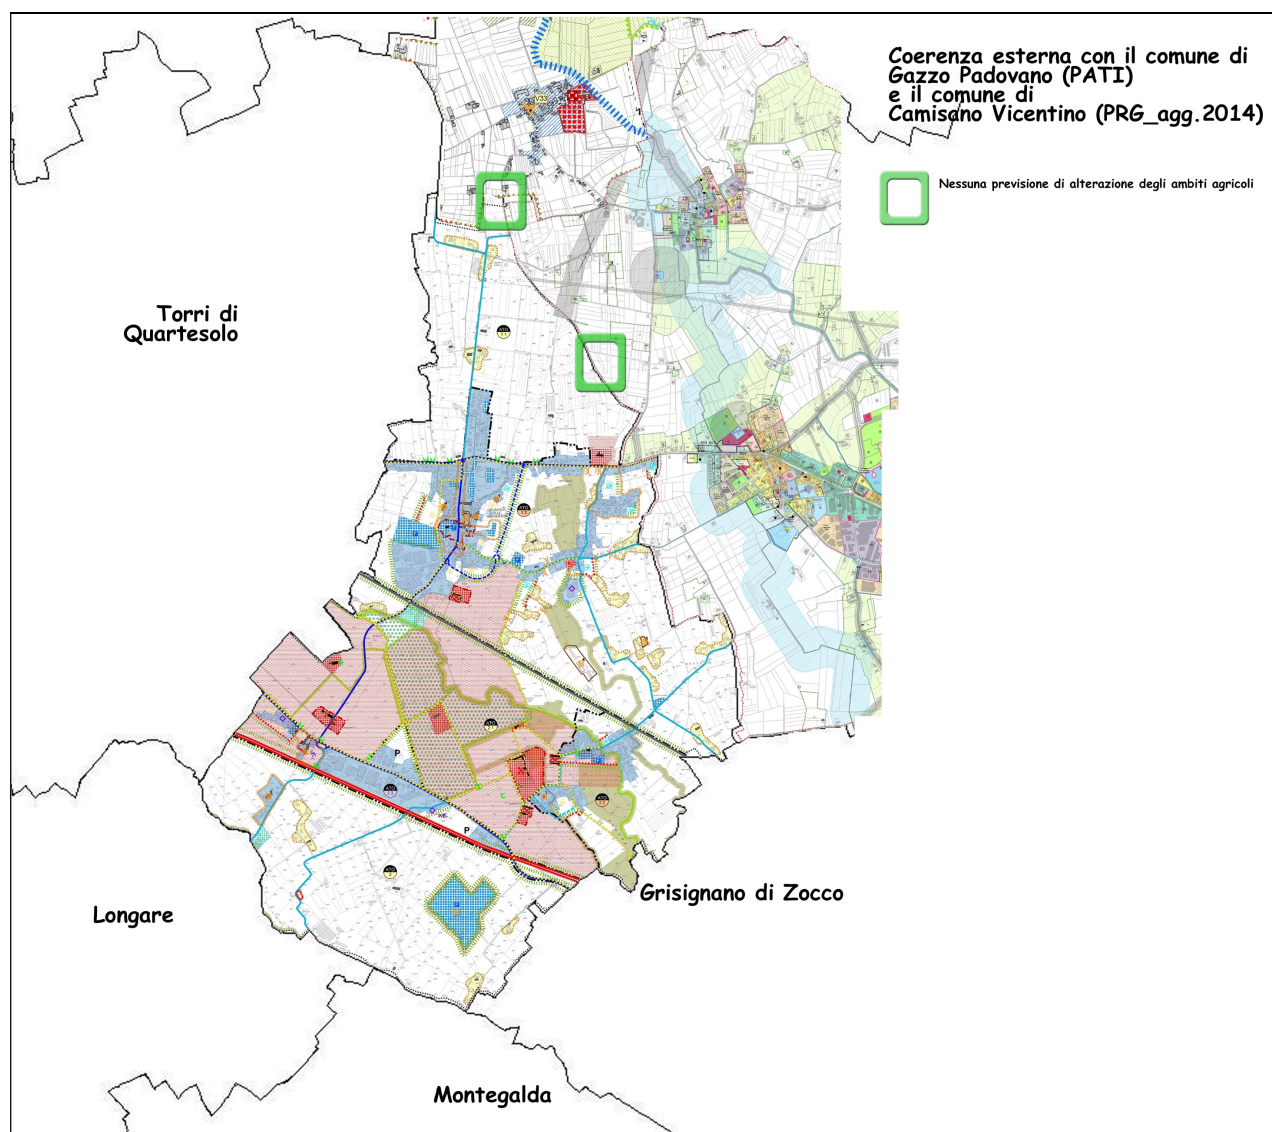 Coerenza esterna con il comune di
Gazzo Padovano (PATI)
e il comune di
Camisano Vicentino (PRG_agg.2014)
Nessuna previsione di alterazione degli ambiti agricoli
V33
Torri di
Quartesolo
P
P
Grisignano di Zocco
Longare
Montegalda